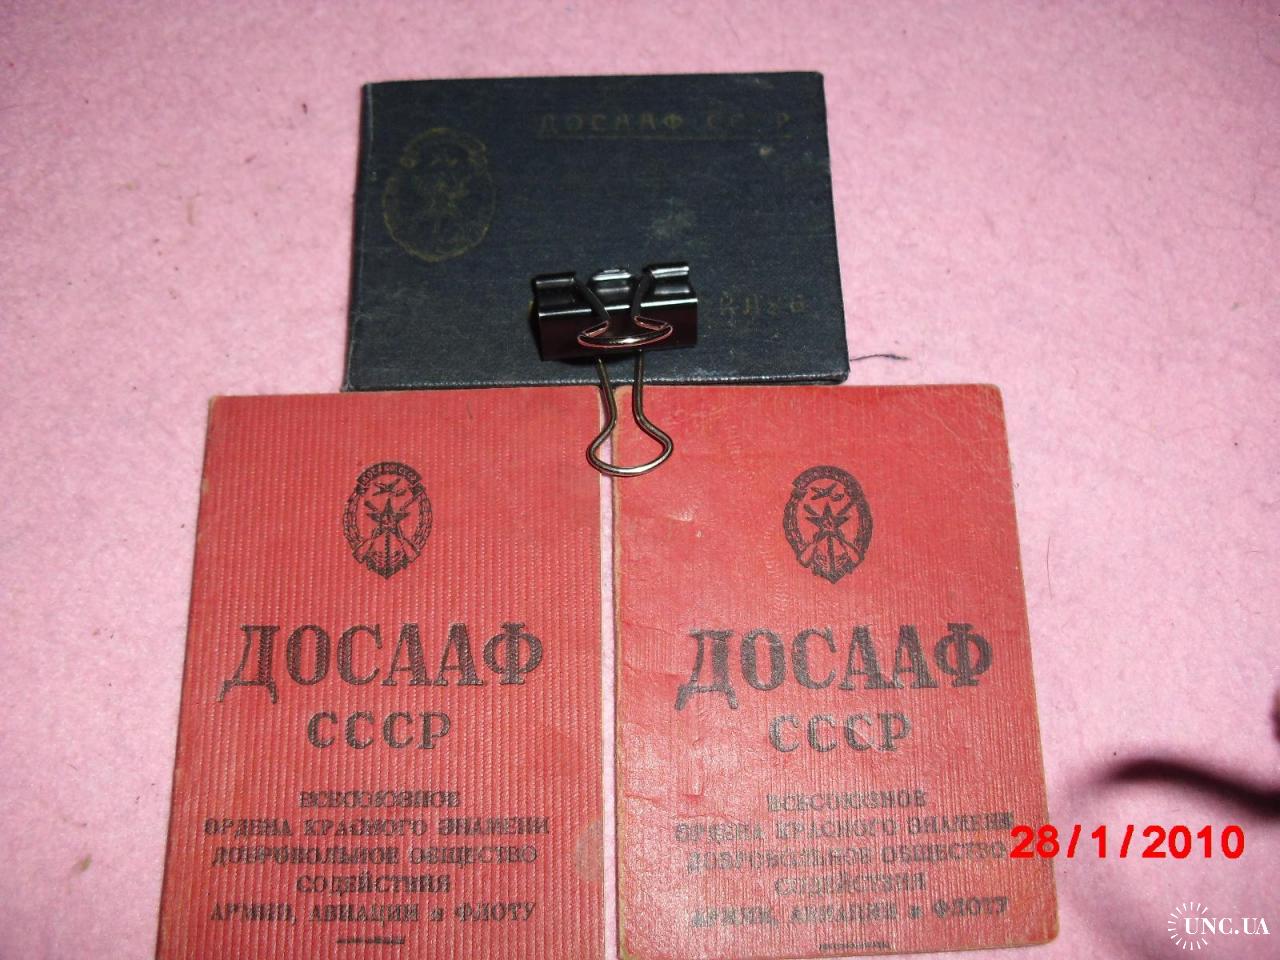 ДОСААФ СССР
ДОСААФ
СССР
ВСЕСОЮЗНОЕ
ОРДЕНА КРАСНОГО ЗНАМЕНИ
ДОБРОВОЛЬНОЕ ОБЩЕСТВО
СОДЕЙСТВИЯ
АРМИИ, АВИАЦИИ и ФЛОТУ
ДОСААФ
СССР
ВСЕСОЮЗНОЕ
ОРДЕНА КРАСНОГО ЗНАМЕНИ
ДОБРОВОЛЬНОЕ ОБЩЕСТВО
СОДЕЙСТВИЯ
АРМИИ, АВИАЦИИ и ФЛОТУ
28/1/2010
UNC.UA